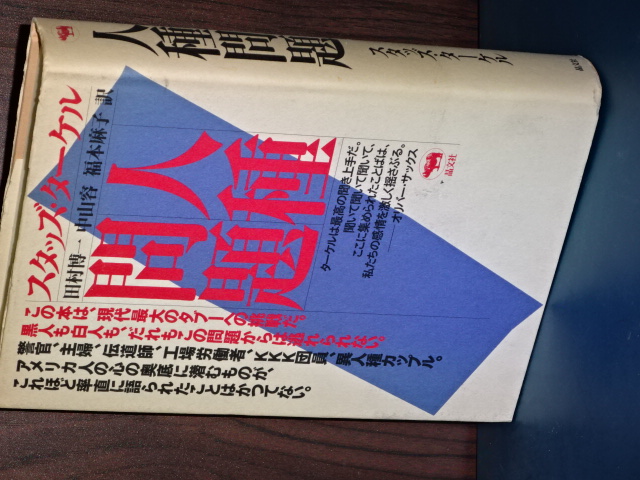 人種問題
スタッズ・ターケル
晶文社
スタッズ・ターケル
田村博一 中山容 福本麻子 訳
人種
問題
ターケルは最高の聞き上手だ。
聞いて聞いて聞いて、
ここに集められたことばは、
私たちの感情を激しく揺さぶる。
オリバー・サックス
晶文社
この本は、現代最大のタブーへの挑戦だ。
黒人も白人も、だれもこの問題からは逃れられない。
警官、主婦、伝道師、工場労働者、KKK団員、異人種カップル。
アメリカ人の心の奥底に潜むものが、
これほど率直に語られたことはかつてない。